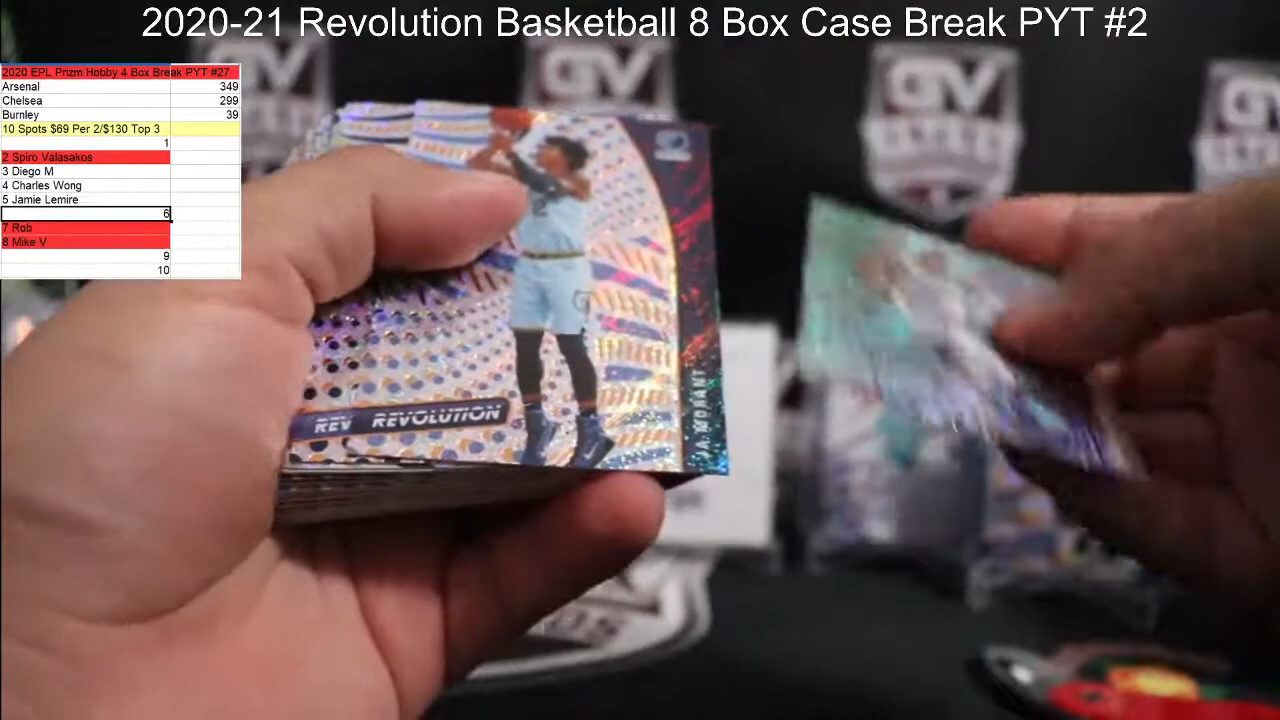 2020-21 Revolution Basketball 8 Box Case Break PYT #2
2020 EPL Prizm Hobby 4 Box Break PYT #27
Arsenal 349
Chelsea 299
Burnley 39
10 Spots $69 Per 2/$130 Top 3
1
2 Spiro Valasakos
3 Diego M
4 Charles Wong
5 Jamie Lemire
6
7 Rob
8 Mike V
9
10
REV REVOLUTION
JA MORANT
GV